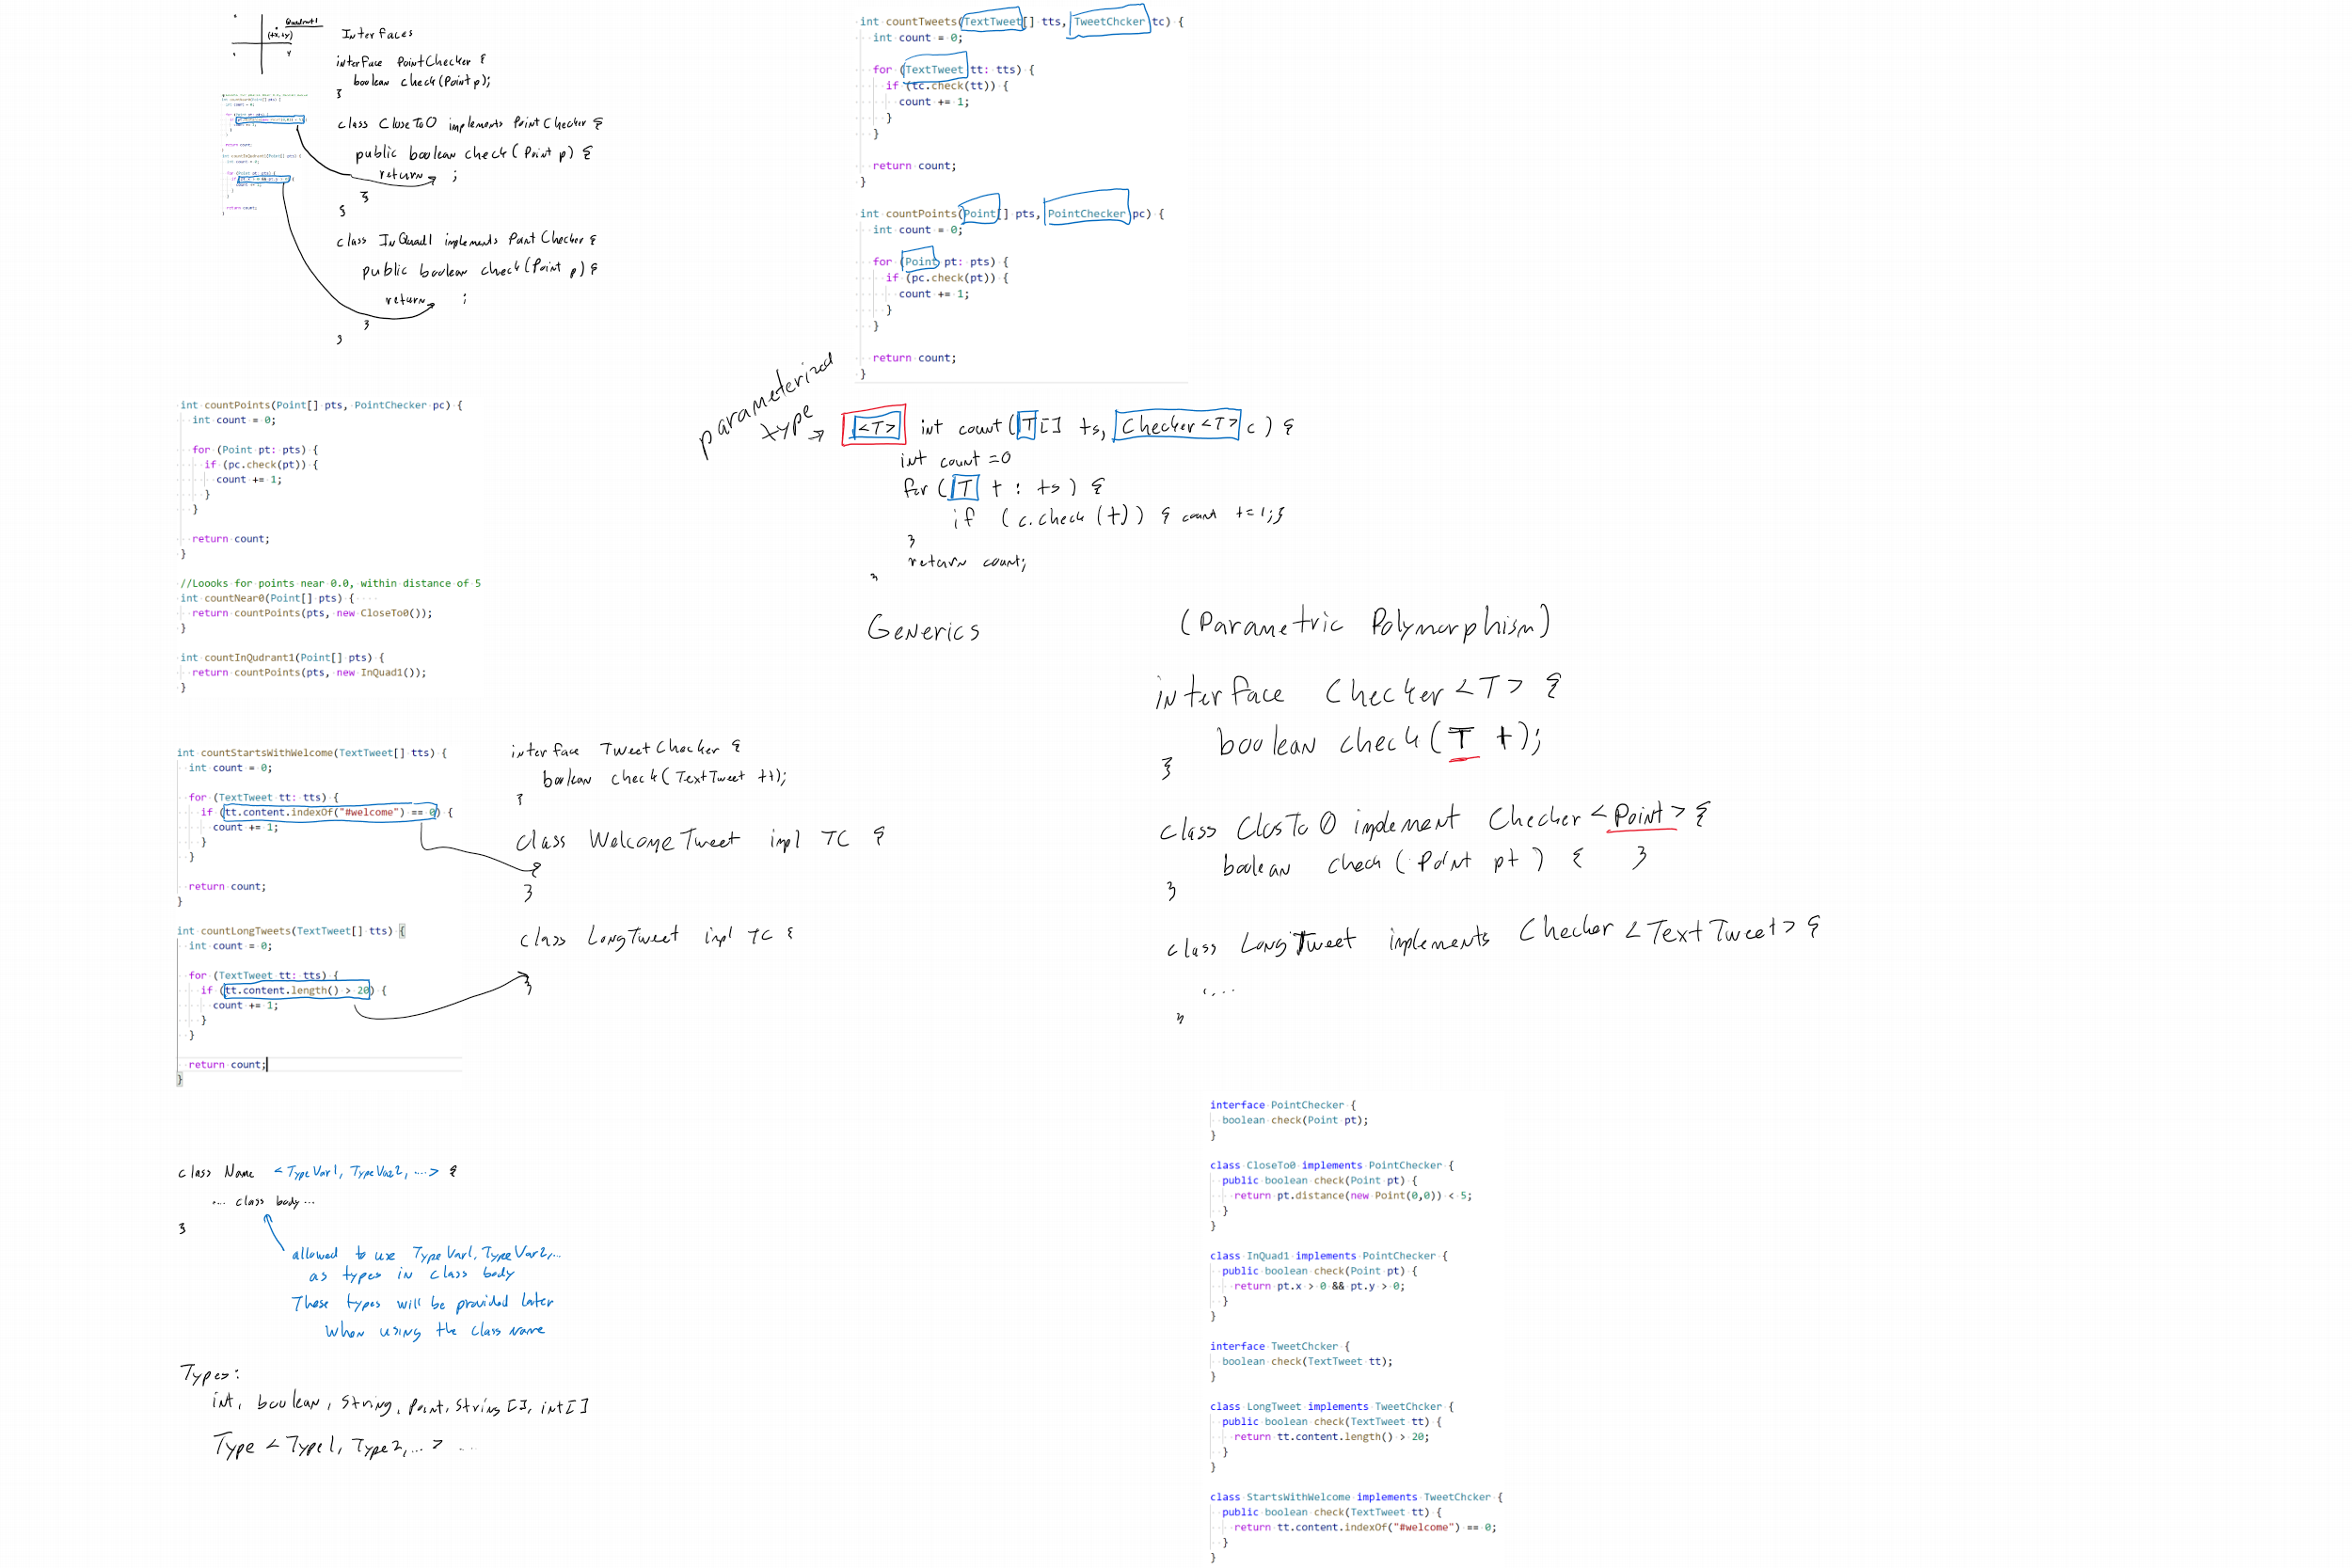 Quadrant1
(+x,+y)
Interfaces
interface PointChecker {
boolean check(Point p);
}
class CloseTo0 implements PointChecker {
public boolean check(Point p) {
return ;
}
}
class InQuad1 implements PointChecker {
public boolean check(Point p) {
return ;
}
}
int countPoints(Point[] pts, PointChecker pc) {
int count = 0;
for (Point pt: pts) {
if (pc.check(pt)) {
count += 1;
}
}
return count;
}
//Loooks for points near 0.0, within distance of 5
int countNear0(Point[] pts) {
return countPoints(pts, new CloseTo0());
}
int countInQudrant1(Point[] pts) {
return countPoints(pts, new InQuad1());
}
int countStartsWithWelcome(TextTweet[] tts) {
int count = 0;
for (TextTweet tt: tts) {
if (tt.content.indexOf("#welcome") == 0) {
count += 1;
}
}
return count;
}
int countLongTweets(TextTweet[] tts) {
int count = 0;
for (TextTweet tt: tts) {
if (tt.content.length() > 20) {
count += 1;
}
}
return count;
}
interface TweetChecker {
boolean check(TextTweet tt);
}
class WelcomeTweet impl TC {
{
}
class LongTweet impl TC {
}
class Name <TypeVar1, TypeVar2, ...> {
... class body ...
}
allowed to use TypeVar1, TypeVar2,...
as types in class body
These types will be provided later
when using the class name
Types:
int, boolean, String, Point, String[], int[]
Type <Type1, Type2, ...> ...
int countTweets(TextTweet[] tts, TweetChcker tc) {
int count = 0;
for (TextTweet tt: tts) {
if (tc.check(tt)) {
count += 1;
}
}
return count;
}
int countPoints(Point[] pts, PointChecker pc) {
int count = 0;
for (Point pt: pts) {
if (pc.check(pt)) {
count += 1;
}
}
return count;
}
parameterized
type
<T> int count(T[] ts, Checker<T> c) {
int count =0
for (T t : ts) {
if (c.check(t)) { count += 1;}
}
return count;
}
Generics (Parametric Polymorphism)
interface Checker<T> {
boolean check(T t);
}
class ClosTo 0 implement Checker <Point> {
boolean check(Point pt) { }
}
class LongTweet implements Checker <TextTweet> {
....
}
interface PointChecker {
boolean check(Point pt);
}
class CloseTo0 implements PointChecker {
public boolean check(Point pt) {
return pt.distance(new Point(0,0)) < 5;
}
}
class InQuad1 implements PointChecker {
public boolean check(Point pt) {
return pt.x > 0 && pt.y > 0;
}
}
interface TweetChcker {
boolean check(TextTweet tt);
}
class LongTweet implements TweetChcker {
public boolean check(TextTweet tt) {
return tt.content.length() > 20;
}
}
class StartsWithWelcome implements TweetChcker {
public boolean check(TextTweet tt) {
return tt.content.indexOf("#welcome") == 0;
}
}